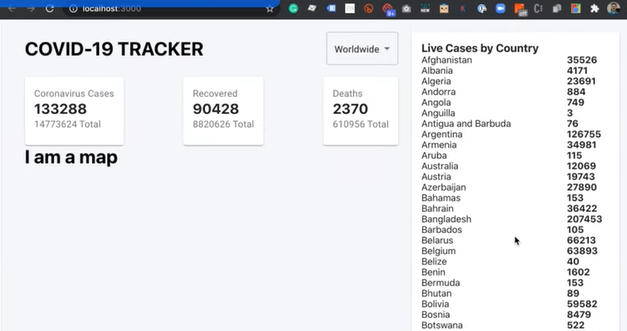 localhost:3000
COVID-19 TRACKER
Worldwide
Coronavirus Cases
133288
14773624 Total
Recovered
90428
8820626 Total
Deaths
2370
610956 Total
I am a map
Live Cases by Country
Afghanistan 35526
Albania 4171
Algeria 23691
Andorra 884
Angola 749
Anguilla 3
Antigua and Barbuda 76
Argentina 126755
Armenia 34981
Aruba 115
Australia 12069
Austria 19743
Azerbaijan 27890
Bahamas 153
Bahrain 36422
Bangladesh 207453
Barbados 105
Belarus 66213
Belgium 63893
Belize 40
Benin 1602
Bermuda 153
Bhutan 89
Bolivia 59582
Bosnia 8479
Botswana 522